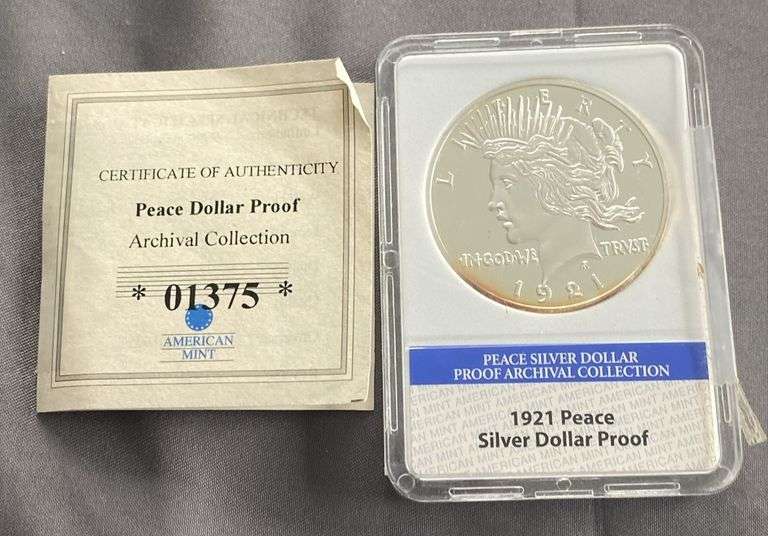 CERTIFICATE OF AUTHENTICITY
Peace Dollar Proof
Archival Collection
* 01375 *
AMERICAN
MINT
LIBERTY
IN GOD WE TRVST
1921
PEACE SILVER DOLLAR
PROOF ARCHIVAL COLLECTION
1921 Peace
Silver Dollar Proof